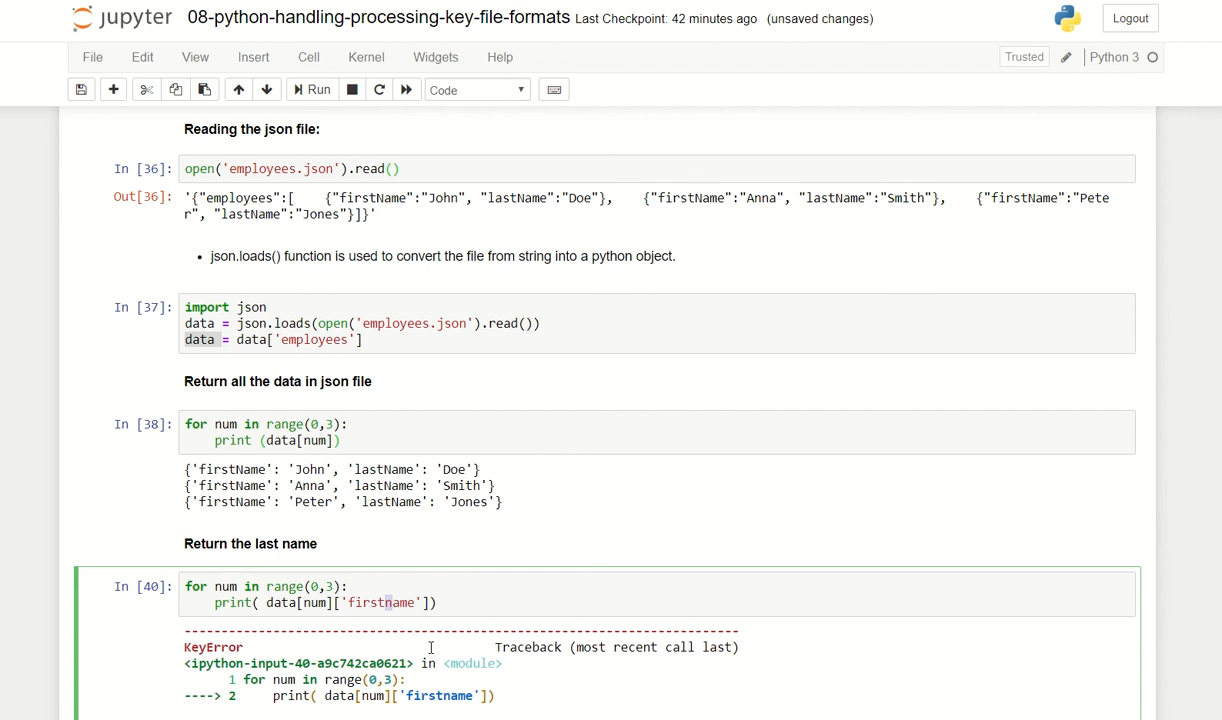 jupyter 08-python-handling-processing-key-file-formats Last Checkpoint: 42 minutes ago (unsaved changes) Logout
File Edit View Insert Cell Kernel Widgets Help Trusted Python 3
Run Code
Reading the json file:
In [36]: open('employees.json').read()
Out[36]: '{"employees":[    {"firstName":"John", "lastName":"Doe"},    {"firstName":"Anna", "lastName":"Smith"},    {"firstName":"Pete
r", "lastName":"Jones"}]}'
• json.loads() function is used to convert the file from string into a python object.
In [37]: import json
data = json.loads(open('employees.json').read())
data = data['employees']
Return all the data in json file
In [38]: for num in range(0,3):
    print (data[num])
{'firstName': 'John', 'lastName': 'Doe'}
{'firstName': 'Anna', 'lastName': 'Smith'}
{'firstName': 'Peter', 'lastName': 'Jones'}
Return the last name
In [40]: for num in range(0,3):
    print( data[num]['firstname'])
---------------------------------------------------------------------------
KeyError                                  Traceback (most recent call last)
<ipython-input-40-a9c742ca0621> in <module>
      1 for num in range(0,3):
----> 2     print( data[num]['firstname'])